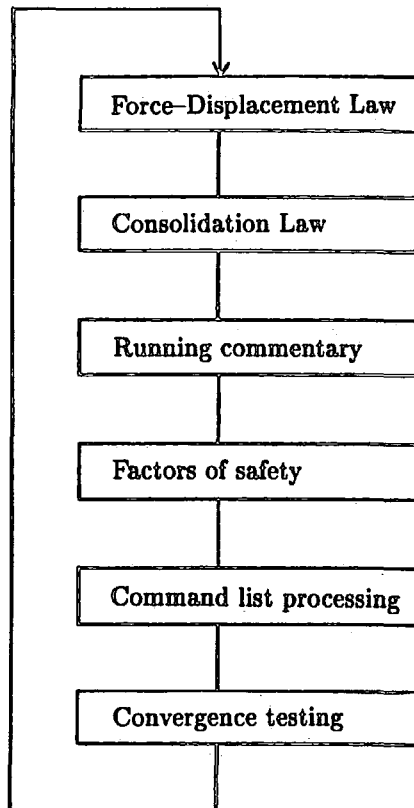 Force–Displacement Law
Consolidation Law
Running commentary
Factors of safety
Command list processing
Convergence testing